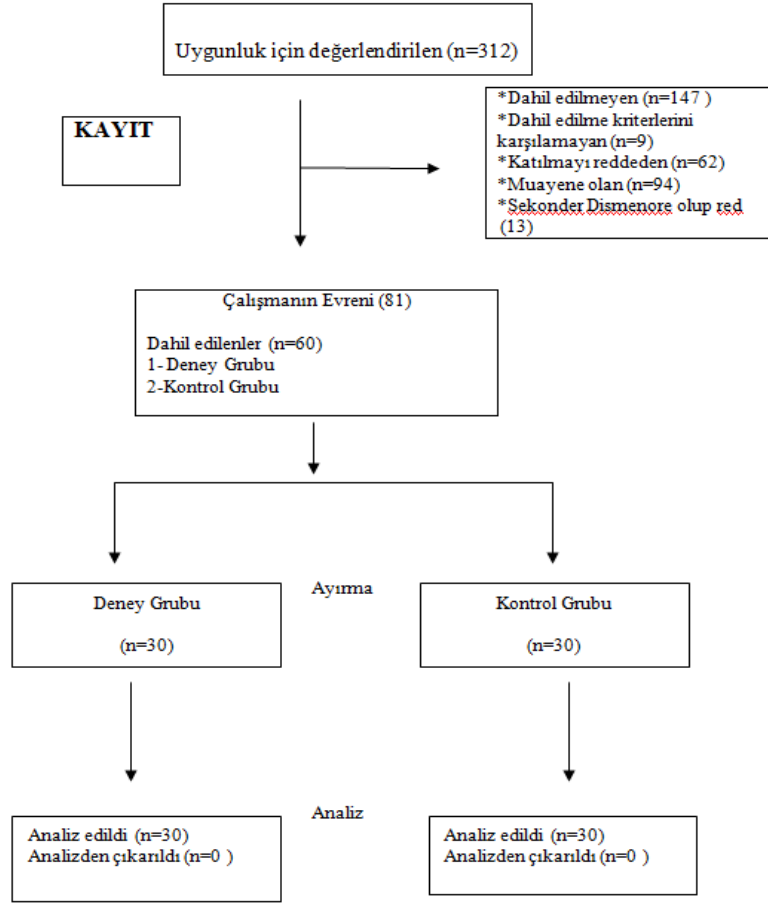 Uygunluk için değerlendirilen (n=312)
KAYIT
*Dahil edilmeyen (n=147 )
*Dahil edilme kriterlerini
karşılamayan (n=9)
*Katılmayı reddeden (n=62)
*Muayene olan (n=94)
*Sekonder Dismenore olup red
(13)
Çalışmanın Evreni (81)
Dahil edilenler (n=60)
1- Deney Grubu
2-Kontrol Grubu
Ayırma
Deney Grubu
(n=30)
Kontrol Grubu
(n=30)
Analiz
Analiz edildi (n=30)
Analizden çıkarıldı (n=0 )
Analiz edildi (n=30)
Analizden çıkarıldı (n=0 )